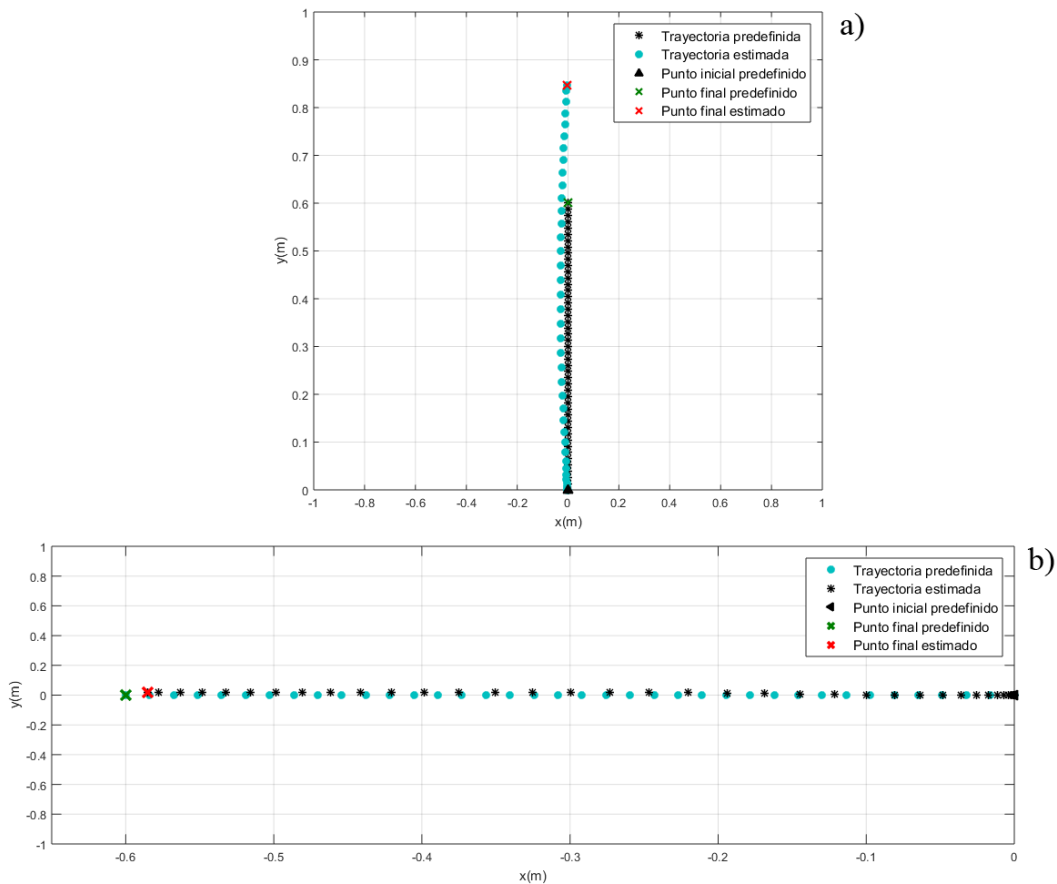 a)
Trayectoria predefinida
Trayectoria estimada
Punto inicial predefinido
Punto final predefinido
Punto final estimado
1
0.9
0.8
0.7
0.6
0.5
0.4
0.3
0.2
0.1
0
y(m)
-1 -0.8 -0.6 -0.4 -0.2 0 0.2 0.4 0.6 0.8 1
x(m)
b)
Trayectoria predefinida
Trayectoria estimada
Punto inicial predefinido
Punto final predefinido
Punto final estimado
1
0.8
0.6
0.4
0.2
0
-0.2
-0.4
-0.6
-0.8
-1
y(m)
-0.6 -0.5 -0.4 -0.3 -0.2 -0.1 0
x(m)